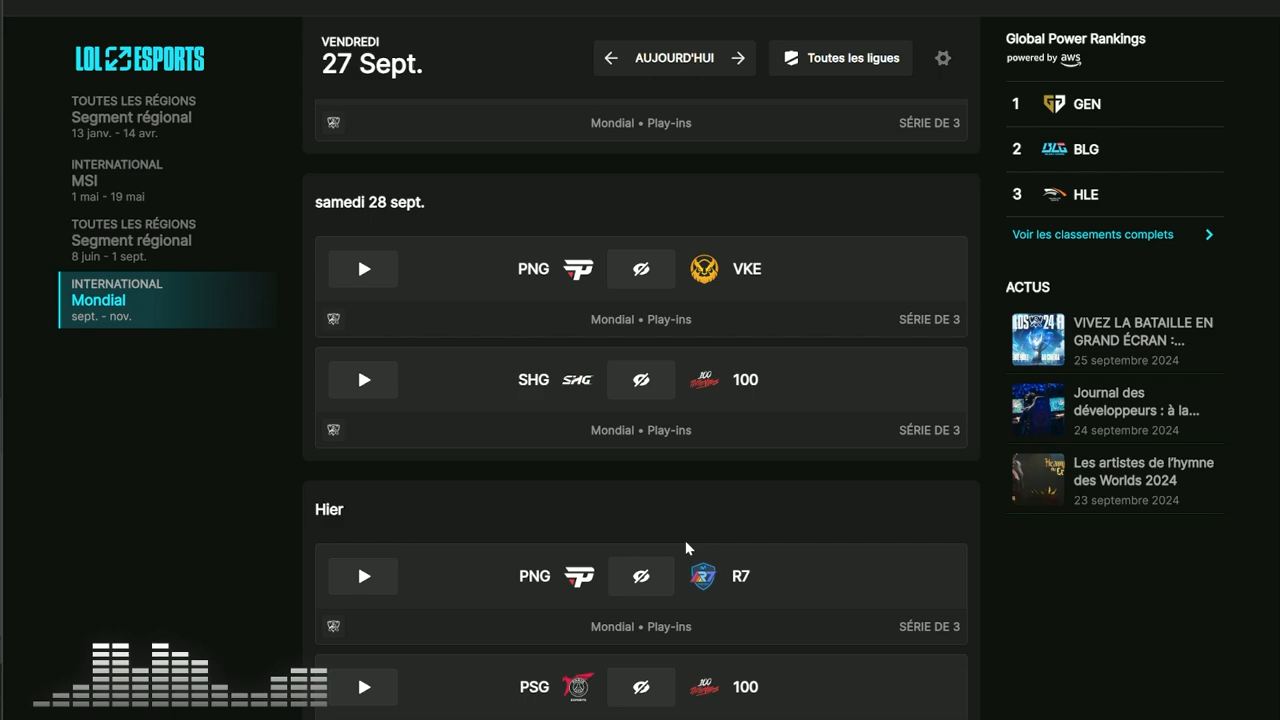 LOL ESPORTS
TOUTES LES RÉGIONS
Segment régional
13 janv. - 14 avr.
INTERNATIONAL
MSI
1 mai - 19 mai
TOUTES LES RÉGIONS
Segment régional
8 juin - 1 sept.
INTERNATIONAL
Mondial
sept. - nov.
VENDREDI
27 Sept.
AUJOURD'HUI
Toutes les ligues
Mondial • Play-ins SÉRIE DE 3
samedi 28 sept.
PNG VKE
Mondial • Play-ins SÉRIE DE 3
SHG SHG 100 100
Mondial • Play-ins SÉRIE DE 3
Hier
PNG R7 R7
Mondial • Play-ins SÉRIE DE 3
PSG 100 100
Global Power Rankings
powered by aws
1 GEN
2 BLG BLG
3 HLE
Voir les classements complets
ACTUS
VIVEZ LA BATAILLE EN
GRAND ÉCRAN :...
25 septembre 2024
Journal des
développeurs : à la...
24 septembre 2024
Les artistes de l'hymne
des Worlds 2024
23 septembre 2024